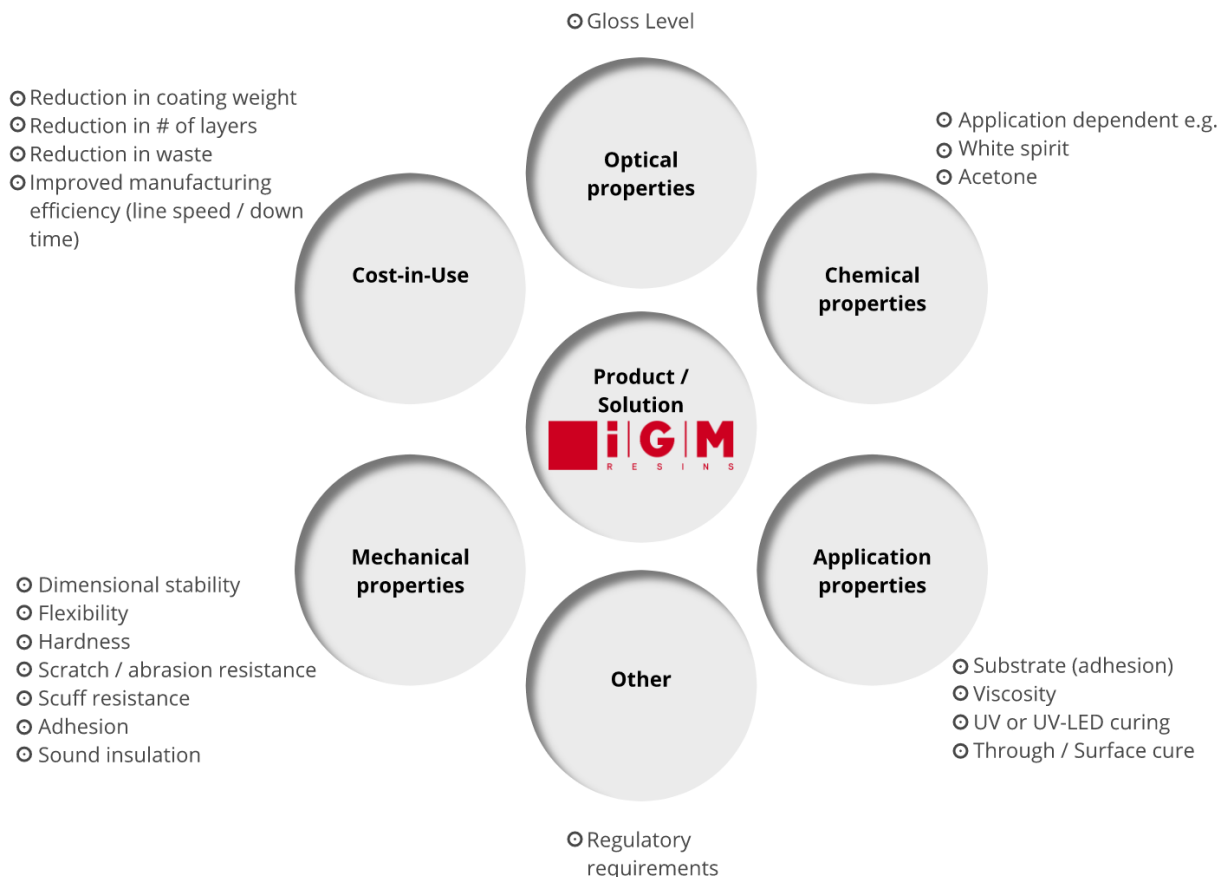 Gloss Level
Reduction in coating weight
Reduction in # of layers
Reduction in waste
Improved manufacturing
efficiency (line speed / down
time)
Optical
properties
Application dependent e.g.
White spirit
Acetone
Cost-in-Use
Chemical
properties
Product /
Solution
iGM
RESINS
Mechanical
properties
Application
properties
Dimensional stability
Flexibility
Hardness
Scratch / abrasion resistance
Scuff resistance
Adhesion
Sound insulation
Other
Substrate (adhesion)
Viscosity
UV or UV-LED curing
Through / Surface cure
Regulatory
requirements